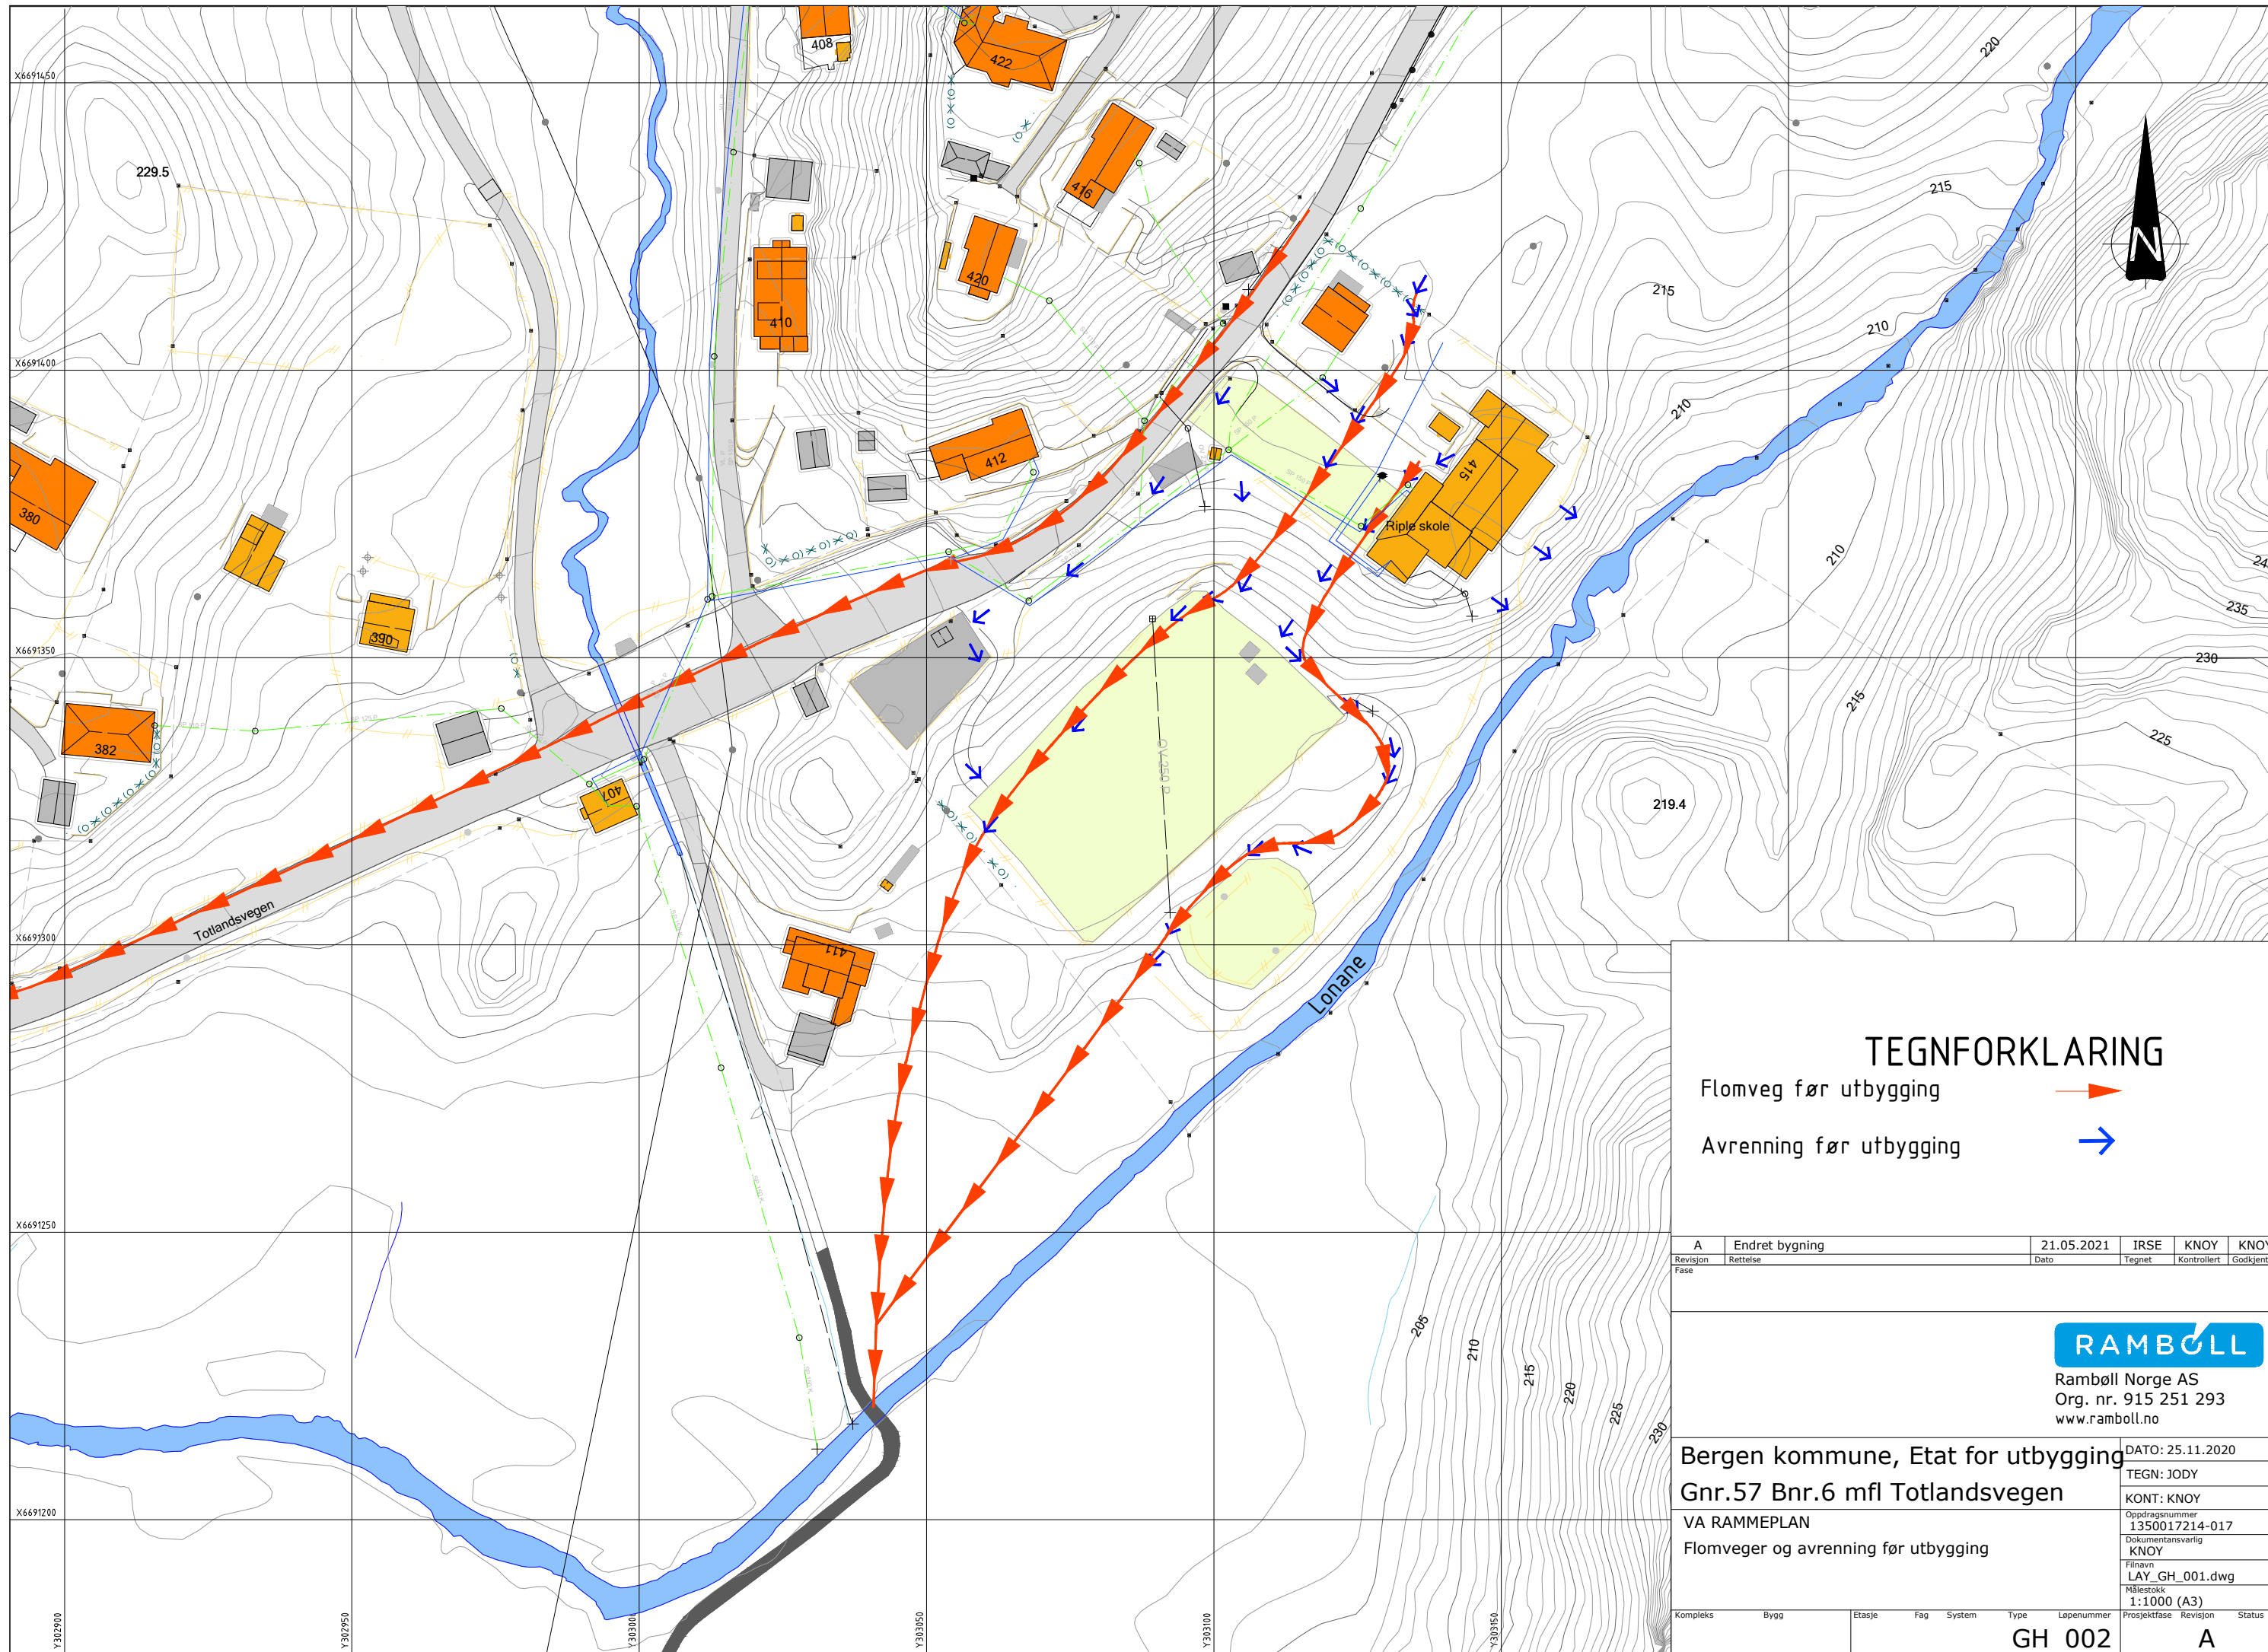 X6691450
X6691400
X6691350
X6691300
X6691250
X6691200
Y302900
Y302950
Y303000
Y303050
Y303100
Y303150
229.5
408
422
416
420
410
412
415
Riple skole
380
390
382
407
411
Totlandsvegen
OV 250 P
Lonane
220
215
215
210
210
210
235
230
215
225
219.4
205
210
215
220
225
230
N
TEGNFORKLARING
Flomveg før utbygging
Avrenning før utbygging
A Endret bygning 21.05.2021 IRSE KNOY
Revisjon Rettelse Dato Tegnet Kontrollert Godkjent
Fase
RAMBOLL
Rambøll Norge AS
Org. nr. 915 251 293
www.ramboll.no
Bergen kommune, Etat for utbygging
Gnr.57 Bnr.6 mfl Totlandsvegen
VA RAMMEPLAN
Flomveger og avrenning før utbygging
DATO: 25.11.2020
TEGN: JODY
KONT: KNOY
Oppdragsnummer
1350017214-017
Dokumentansvarlig
KNOY
Filnavn
LAY_GH_001.dwg
Målestokk
1:1000 (A3)
Kompleks Bygg Etasje Fag System Type Løpenummer Prosjektfase Revisjon Status
GH 002 A